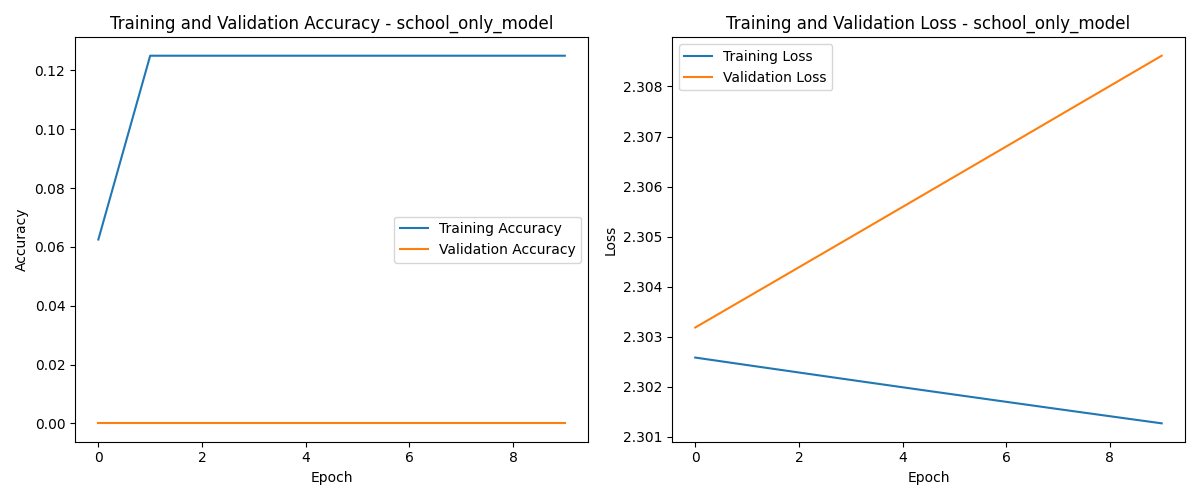 Training and Validation Accuracy - school_only_model
0.12
0.10
0.08
0.06
0.04
0.02
0.00
Accuracy
Training Accuracy
Validation Accuracy
0 2 4 6 8
Epoch
Training and Validation Loss - school_only_model
Training Loss
Validation Loss
2.308
2.307
2.306
2.305
2.304
2.303
2.302
2.301
Loss
0 2 4 6 8
Epoch